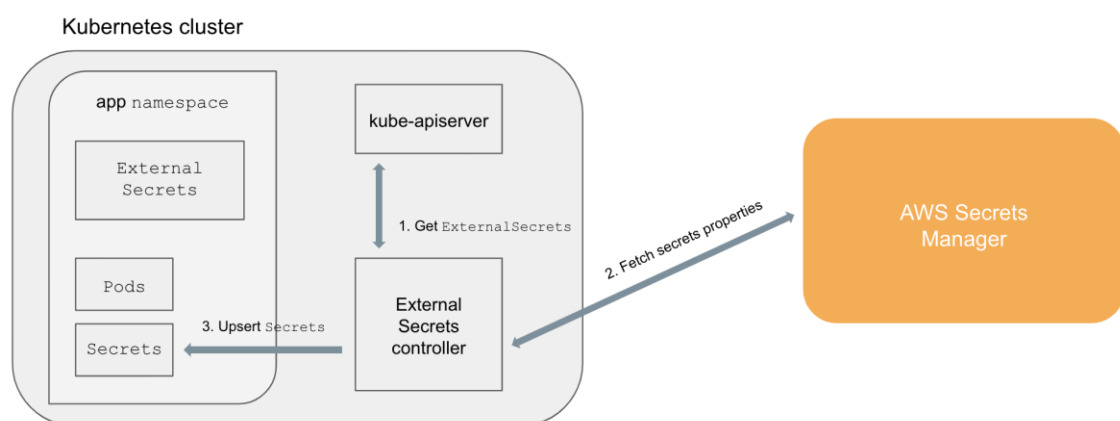 Kubernetes cluster
app namespace
External
Secrets
Pods
Secrets
kube-apiserver
1. Get ExternalSecrets
External
Secrets
controller
2. Fetch secrets properties
3. Upsert Secrets
AWS Secrets
Manager